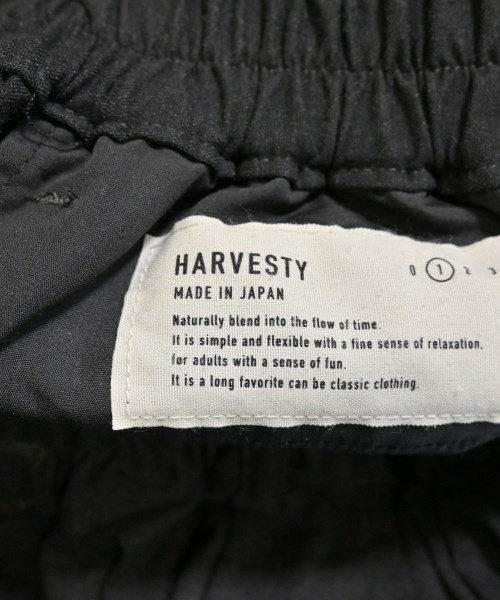 HARVESTY 0 1 2 3
MADE IN JAPAN
Naturally blend into the flow of time.
It is simple and flexible with a fine sense of relaxation.
for adults with a sense of fun.
It is a long favorite can be classic clothing.